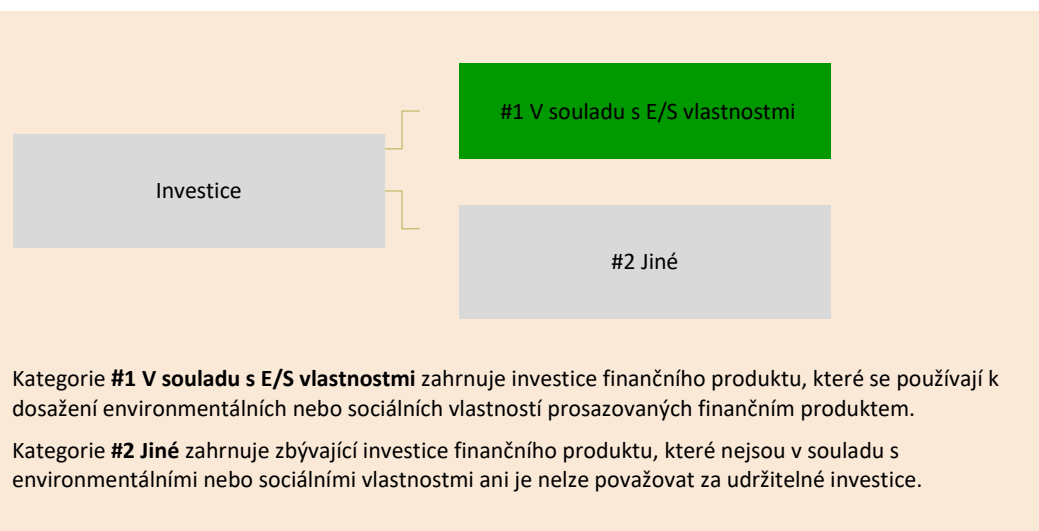 #1 V souladu s E/S vlastnostmi
Investice
#2 Jiné
Kategorie #1 V souladu s E/S vlastnostmi zahrnuje investice finančního produktu, které se používají k
dosažení environmentálních nebo sociálních vlastností prosazovaných finančním produktem.
Kategorie #2 Jiné zahrnuje zbývající investice finančního produktu, které nejsou v souladu s
environmentálními nebo sociálními vlastnostmi ani je nelze považovat za udržitelné investice.